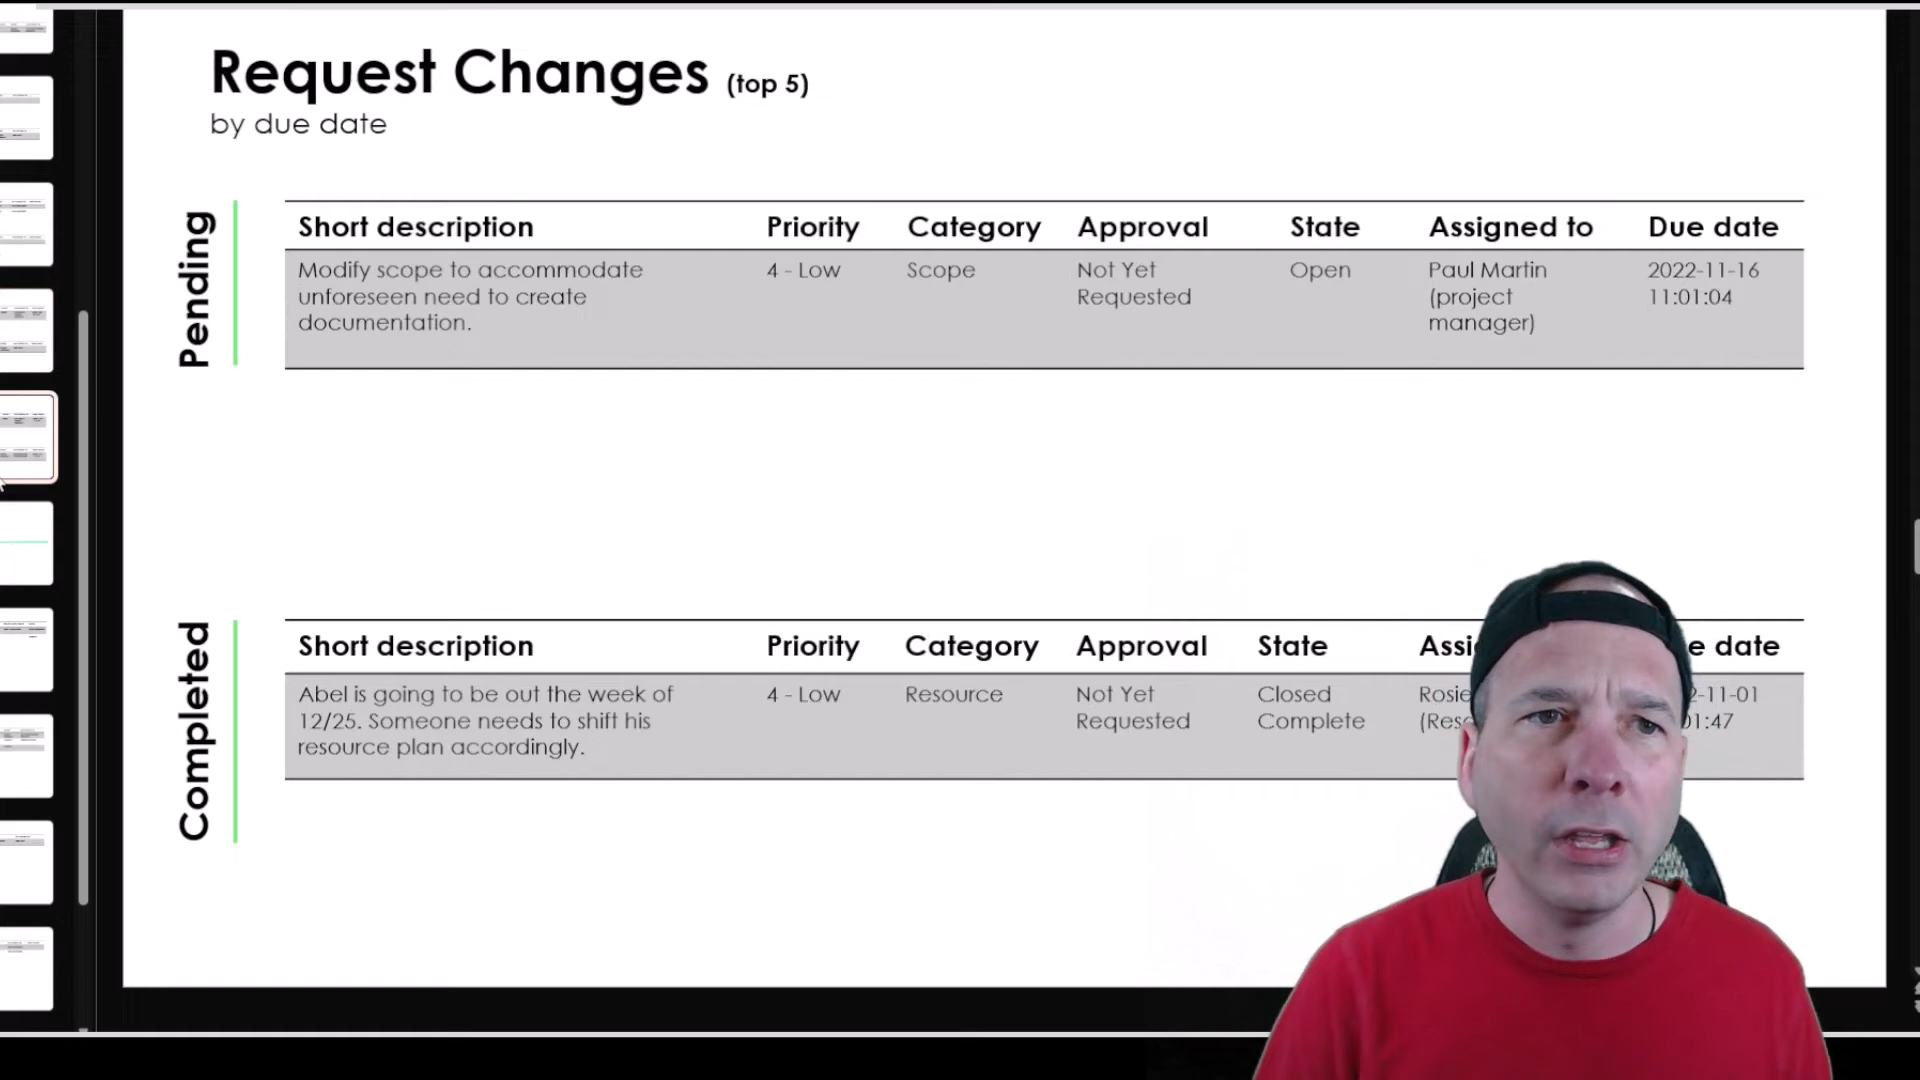 Request Changes (top 5)
by due date
Pending
Short description Priority Category Approval State Assigned to Due date
Modify scope to accommodate 4 - Low Scope Not Yet Open Paul Martin 2022-11-16
unforeseen need to create Requested (project 11:01:04
documentation. manager)
Completed
Short description Priority Category Approval State date
Abel is going to be out the week of 4 - Low Resource Not Yet Closed Rosie -11-01
12/25. Someone needs to shift his Requested Complete :47
resource plan accordingly.